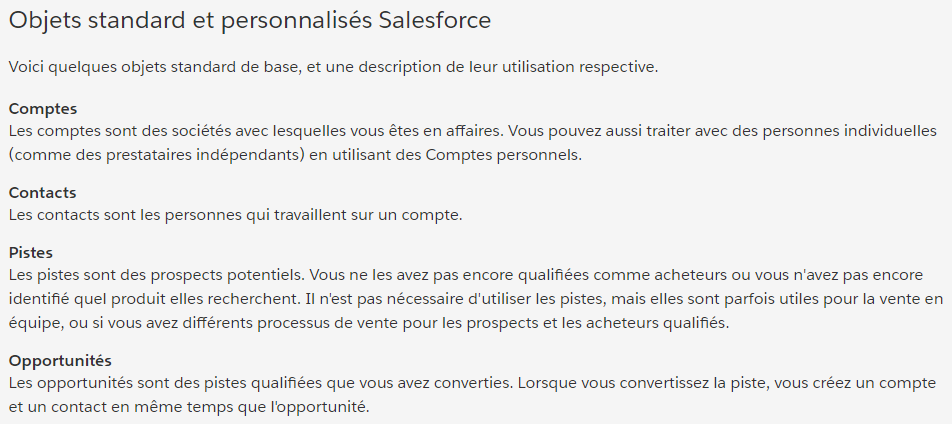 Objets standard et personnalisés Salesforce
Voici quelques objets standard de base, et une description de leur utilisation respective.
Comptes
Les comptes sont des sociétés avec lesquelles vous êtes en affaires. Vous pouvez aussi traiter avec des personnes individuelles
(comme des prestataires indépendants) en utilisant des Comptes personnels.
Contacts
Les contacts sont les personnes qui travaillent sur un compte.
Pistes
Les pistes sont des prospects potentiels. Vous ne les avez pas encore qualifiées comme acheteurs ou vous n'avez pas encore
identifié quel produit elles recherchent. Il n'est pas nécessaire d'utiliser les pistes, mais elles sont parfois utiles pour la vente en
équipe, ou si vous avez différents processus de vente pour les prospects et les acheteurs qualifiés.
Opportunités
Les opportunités sont des pistes qualifiées que vous avez converties. Lorsque vous convertissez la piste, vous créez un compte
et un contact en même temps que l'opportunité.